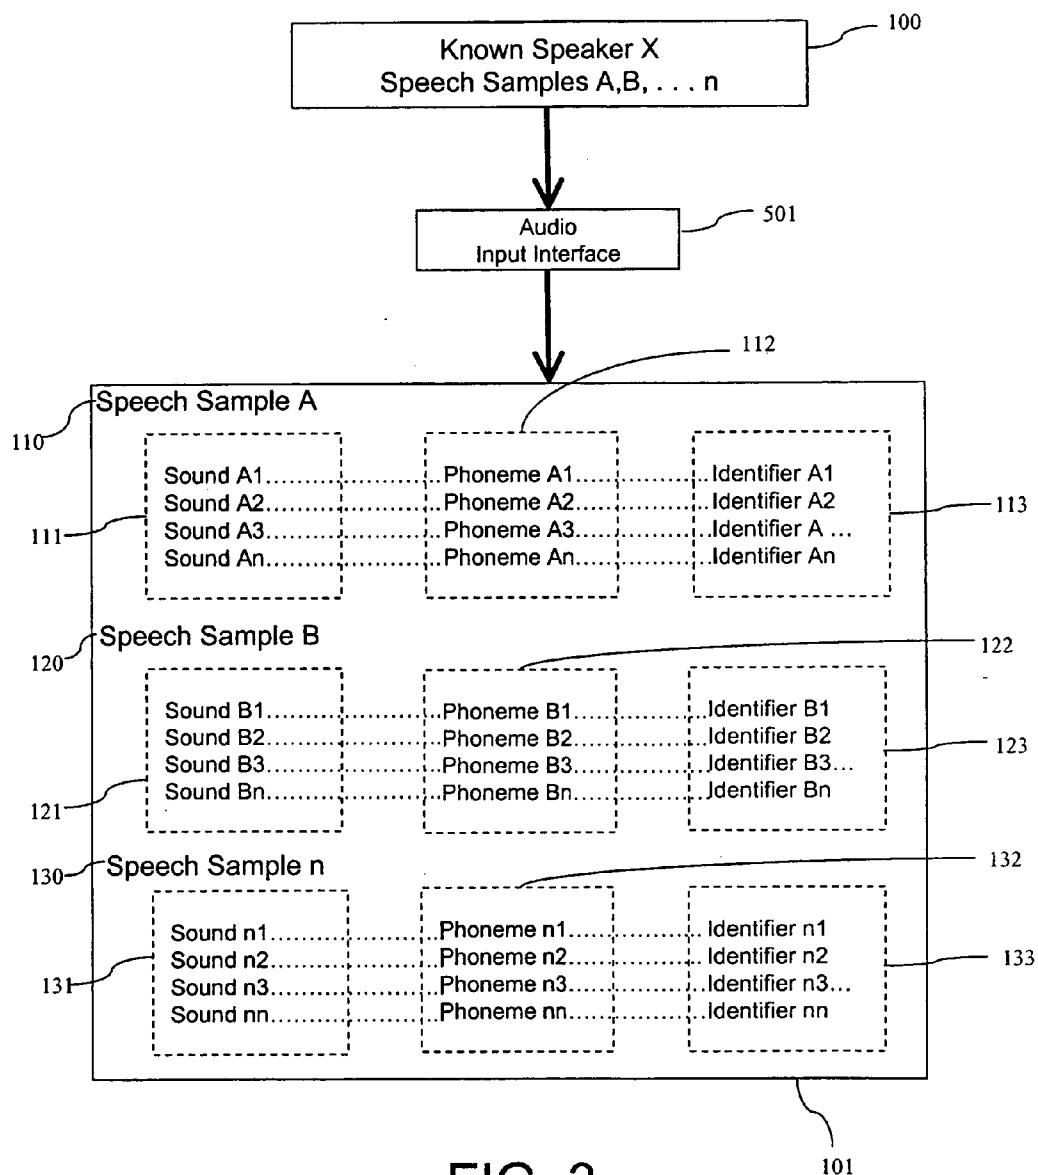 100
Known Speaker X
Speech Samples A,B, . . . n
501
Audio
Input Interface
112
Speech Sample A
110
Sound A1......................Phoneme A1.................Identifier A1
Sound A2......................Phoneme A2.................Identifier A2
113
111
Sound A3......................Phoneme A3.................Identifier A ...
Sound An......................Phoneme An.................Identifier An
Speech Sample B
120
122
Sound B1......................Phoneme B1.................Identifier B1
Sound B2......................Phoneme B2.................Identifier B2
123
Sound B3......................Phoneme B3.................Identifier B3...
121
Sound Bn......................Phoneme Bn.................Identifier Bn
Speech Sample n
130
132
Sound n1......................Phoneme n1.................Identifier n1
Sound n2......................Phoneme n2.................Identifier n2
133
131
Sound n3......................Phoneme n3.................Identifier n3...
Sound nn......................Phoneme nn.................Identifier nn
101
FIG.